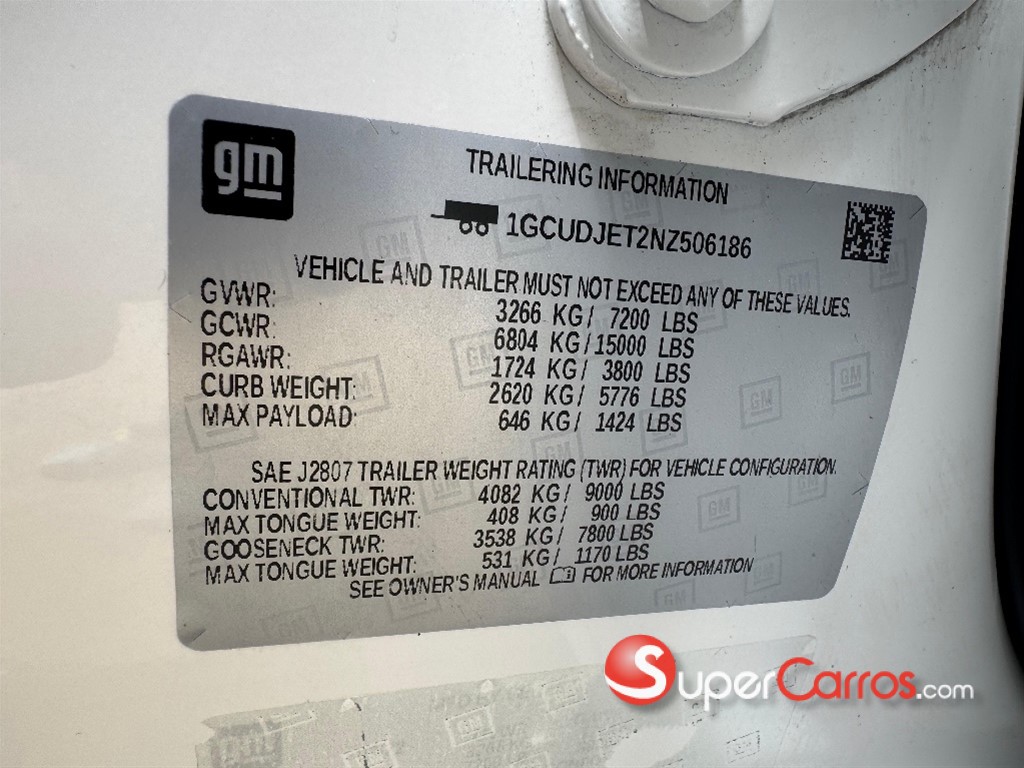 gm
TRAILERING INFORMATION
1GCUDJET2NZ506186
VEHICLE AND TRAILER MUST NOT EXCEED ANY OF THESE VALUES.
GVWR: 3266 KG/ 7200 LBS
GCWR: 6804 KG/15000 LBS
RGAWR: 1724 KG/ 3800 LBS
CURB WEIGHT: 2620 KG/ 5776 LBS
MAX PAYLOAD: 646 KG/ 1424 LBS
SAE J2807 TRAILER WEIGHT RATING (TWR) FOR VEHICLE CONFIGURATION.
CONVENTIONAL TWR: 4082 KG/ 9000 LBS
MAX TONGUE WEIGHT: 408 KG/ 900 LBS
GOOSENECK TWR: 3538 KG/ 7800 LBS
MAX TONGUE WEIGHT: 531 KG/ 1170 LBS
SEE OWNER'S MANUAL FOR MORE INFORMATION
SuperCarros.com
gm